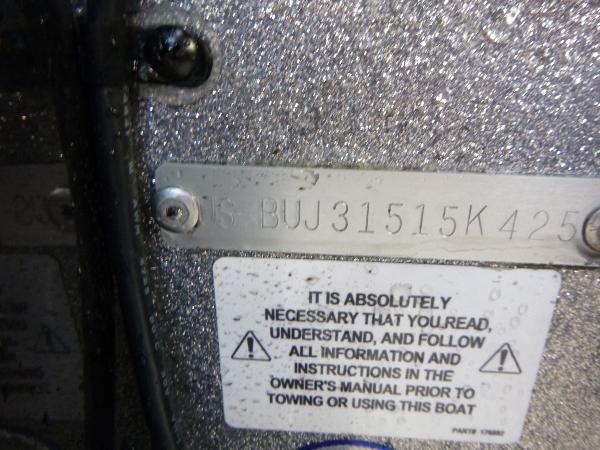 US-BUJ31515K425
IT IS ABSOLUTELY
NECESSARY THAT YOU READ,
UNDERSTAND, AND FOLLOW
ALL INFORMATION AND
INSTRUCTIONS IN THE
OWNER'S MANUAL PRIOR TO
TOWING OR USING THIS BOAT